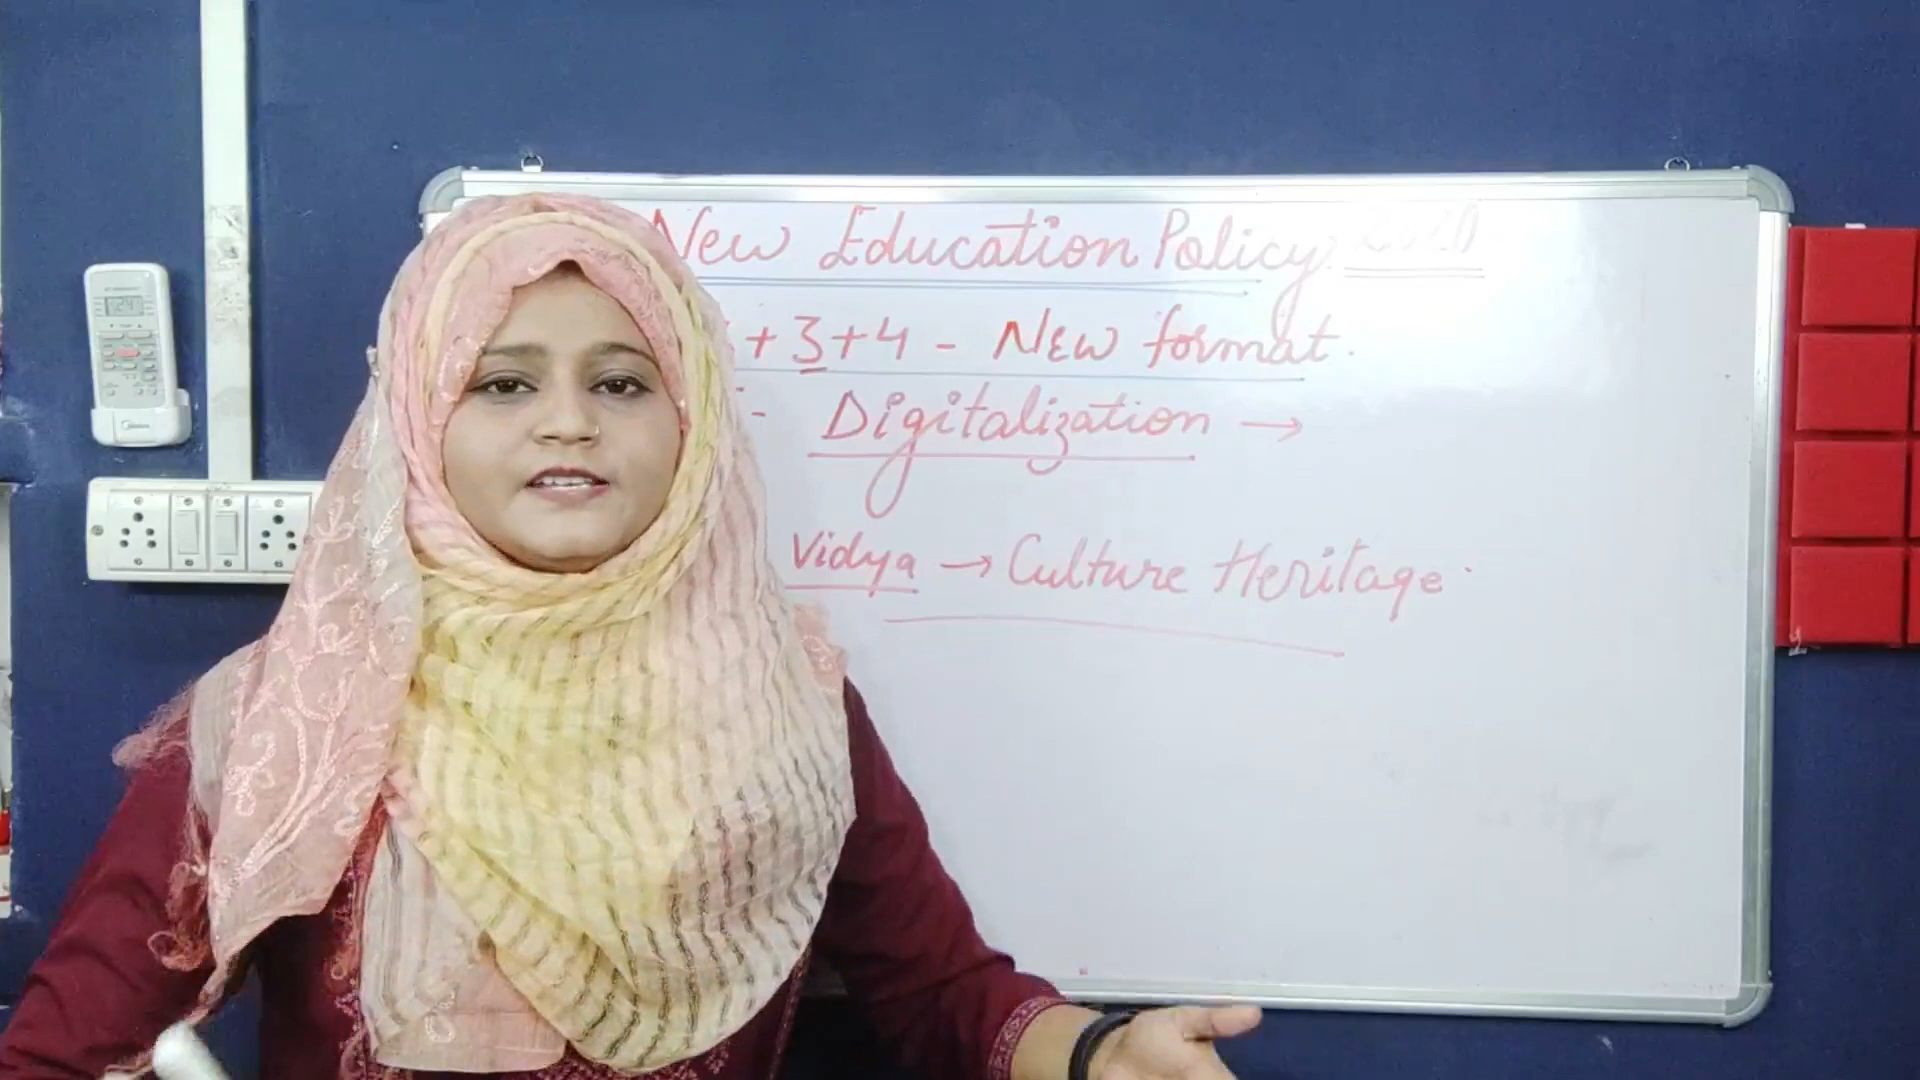 New Education Policy 2020
+ 3 + 4 - New format.
- Digitalization →
Vidya → Culture Heritage.